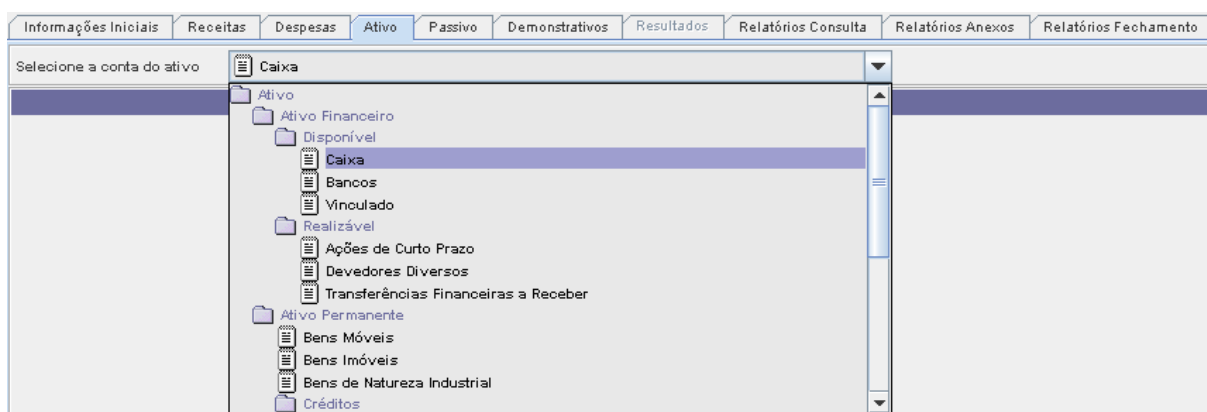 Informações Iniciais Receitas Despesas Ativo Passivo Demonstrativos Resultados Relatórios Consulta Relatórios Anexos Relatórios Fechamento
Selecione a conta do ativo Caixa
Ativo
Ativo Financeiro
Disponível
Caixa
Bancos
Vinculado
Realizável
Ações de Curto Prazo
Devedores Diversos
Transferências Financeiras a Receber
Ativo Permanente
Bens Móveis
Bens Imóveis
Bens de Natureza Industrial
Créditos